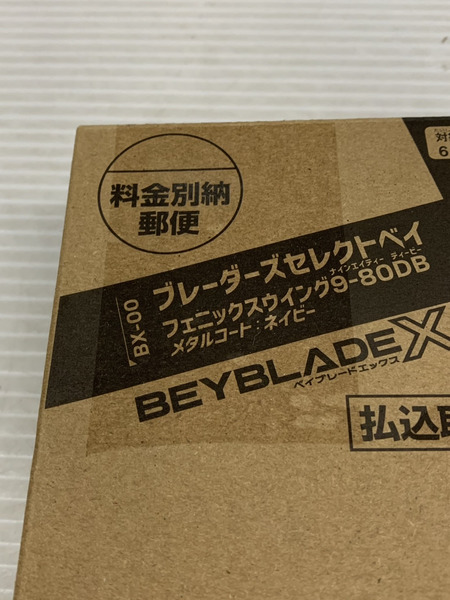 料金別納
郵便
対
6
BX-00
ブレーダーズセレクトベイ
ナインエイティー ディービー
フェニックスウイング9-80DB
メタルコート：ネイビー
BEYBLADE X
ベイブレードエックス
払込